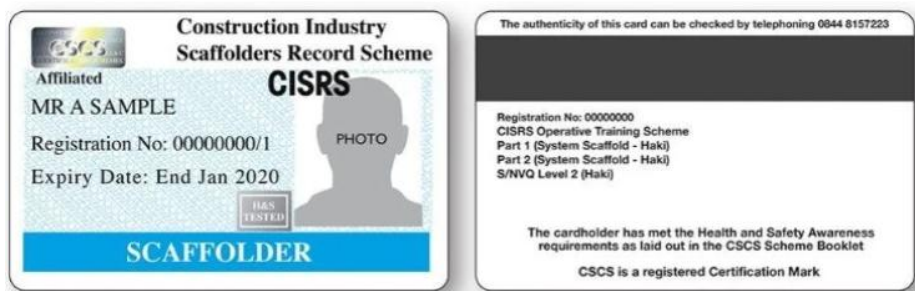 Construction Industry
Scaffolders Record Scheme
CSCS
Affiliated
CISRS
MR A SAMPLE
Registration No: 00000000/1
PHOTO
Expiry Date: End Jan 2020
H&S
TESTED
SCAFFOLDER
The authenticity of this card can be checked by telephoning 0844 8157223
Registration No: 00000000
CISRS Operative Training Scheme
Part 1 (System Scaffold - Haki)
Part 2 (System Scaffold - Haki)
S/NVQ Level 2 (Haki)
The cardholder has met the Health and Safety Awareness
requirements as laid out in the CSCS Scheme Booklet
CSCS is a registered Certification Mark